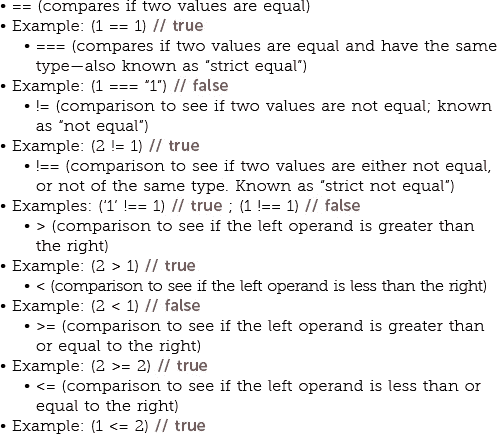 • == (compares if two values are equal)
• Example: (1 == 1) // true
• === (compares if two values are equal and have the same
type—also known as “strict equal”)
• Example: (1 === “1”) // false
• != (comparison to see if two values are not equal; known
as “not equal”)
• Example: (2 != 1) // true
• !== (comparison to see if two values are either not equal,
or not of the same type. Known as “strict not equal”)
• Examples: (‘1’ !== 1) // true ; (1 !== 1) // false
• > (comparison to see if the left operand is greater than
the right)
• Example: (2 > 1) // true
• < (comparison to see if the left operand is less than the right)
• Example: (2 < 1) // false
• >= (comparison to see if the left operand is greater than
or equal to the right)
• Example: (2 >= 2) // true
• <= (comparison to see if the left operand is less than or
equal to the right)
• Example: (1 <= 2) // true